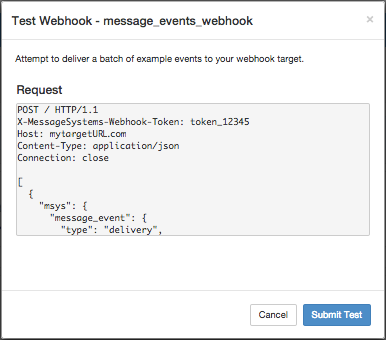 Test Webhook - message_events_webhook
×
Attempt to deliver a batch of example events to your webhook target.
Request
POST / HTTP/1.1
X-MessageSystems-Webhook-Token: token_12345
Host: mytargetURL.com
Content-Type: application/json
Connection: close
[
{
"msys": {
"message_event": {
"type": "delivery",
Cancel
Submit Test